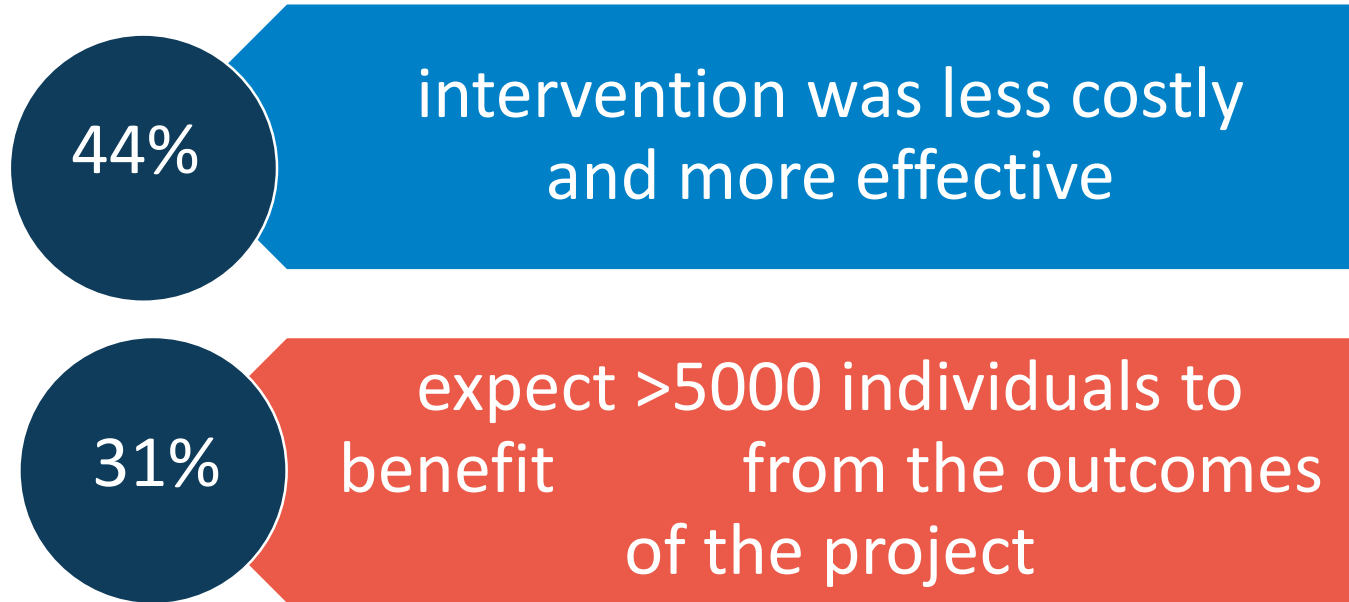 44%
intervention was less costly
and more effective
31%
expect >5000 individuals to
benefit from the outcomes
of the project